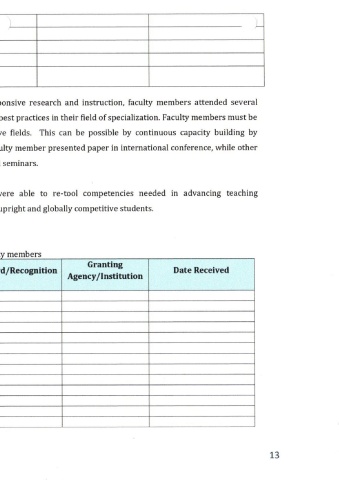 ponsive research and instruction, faculty members attended several
best practices in their field of specialization. Faculty members must be
ve fields. This can be possible by continuous capacity building by
ulty member presented paper in international conference, while other
seminars.
were able to re-tool competencies needed in advancing teaching
upright and globally competitive students.
y members
d/Recognition Granting Agency/Institution Date Received
13